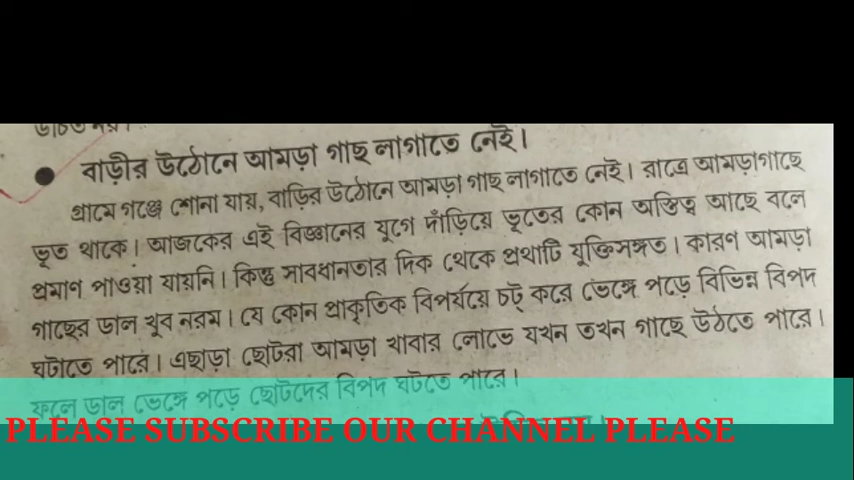 বাড়ীর উঠোনে আমড়া গাছ লাগাতে নেই।
গ্রামে গঞ্জে শোনা যায়, বাড়ির উঠোনে আমড়া গাছ লাগাতে নেই। রাত্রে আমড়াগাছে
ভূত থাকে। আজকের এই বিজ্ঞানের যুগে দাঁড়িয়ে ভূতের কোন অস্তিত্ব আছে বলে
প্রমাণ পাওয়া যায়নি। কিন্তু সাবধানতার দিক থেকে প্রথাটি যুক্তিসঙ্গত। কারণ আমড়া
গাছের ডাল খুব নরম। যে কোন প্রাকৃতিক বিপর্যয়ে চট্ করে ভেঙ্গে পড়ে বিভিন্ন বিপদ
ঘটাতে পারে। এছাড়া ছোটরা আমড়া খাবার লোভে যখন তখন গাছে উঠতে পারে।
ফলে ডাল ভেঙ্গে পড়ে ছোটদের বিপদ ঘটতে পারে।
PLEASE SUBSCRIBE OUR CHANNEL PLEASE